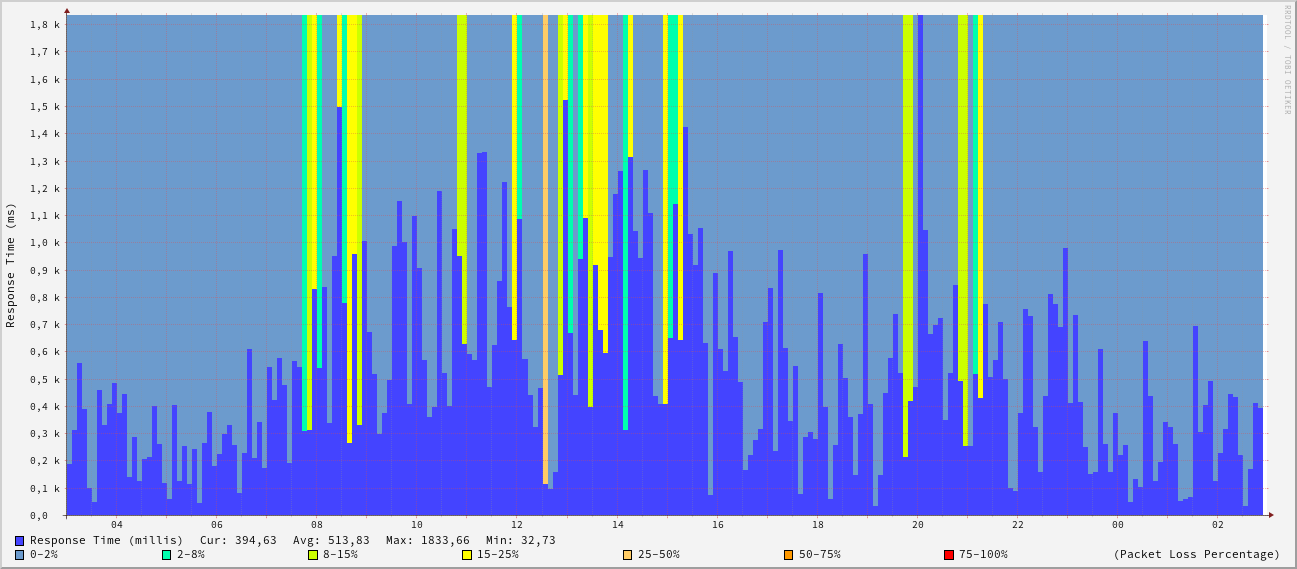 RRDTOOL / TOBI OETIKER
Response Time (ms)
1,8 k
1,7 k
1,6 k
1,5 k
1,4 k
1,3 k
1,2 k
1,1 k
1,0 k
0,9 k
0,8 k
0,7 k
0,6 k
0,5 k
0,4 k
0,3 k
0,2 k
0,1 k
0,0
04 06 08 10 12 14 16 18 20 22 00 02
Response Time (millis) Cur: 394,63 Avg: 513,83 Max: 1833,66 Min: 32,73
0-2% 2-8% 8-15% 15-25% 25-50% 50-75% 75-100% (Packet Loss Percentage)